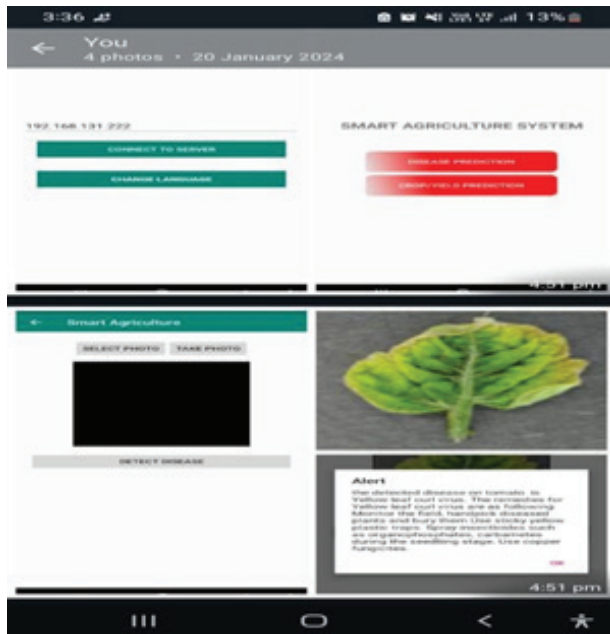 3:36
13%
You
4 photos • 20 January 2024
192.168.131.222
CONNECT TO SERVER
CHANGE LANGUAGE
SMART AGRICULTURE SYSTEM
DISEASE PREDICTION
CROP/YIELD PREDICTION
4:51 pm
Smart Agriculture
SELECT PHOTO TAKE PHOTO
DETECT DISEASE
Alert
the detected disease on tomato is
Yellow leaf curl virus. The remedies for
Yellow leaf curl virus are as following
Monitor the field, handpick diseased
plants and bury them Use sticky yellow
plastic traps. Spray insecticides such
as organophosphates, carbametes
during the seedling stage. Use copper
fungicites.
OK
4:51 pm